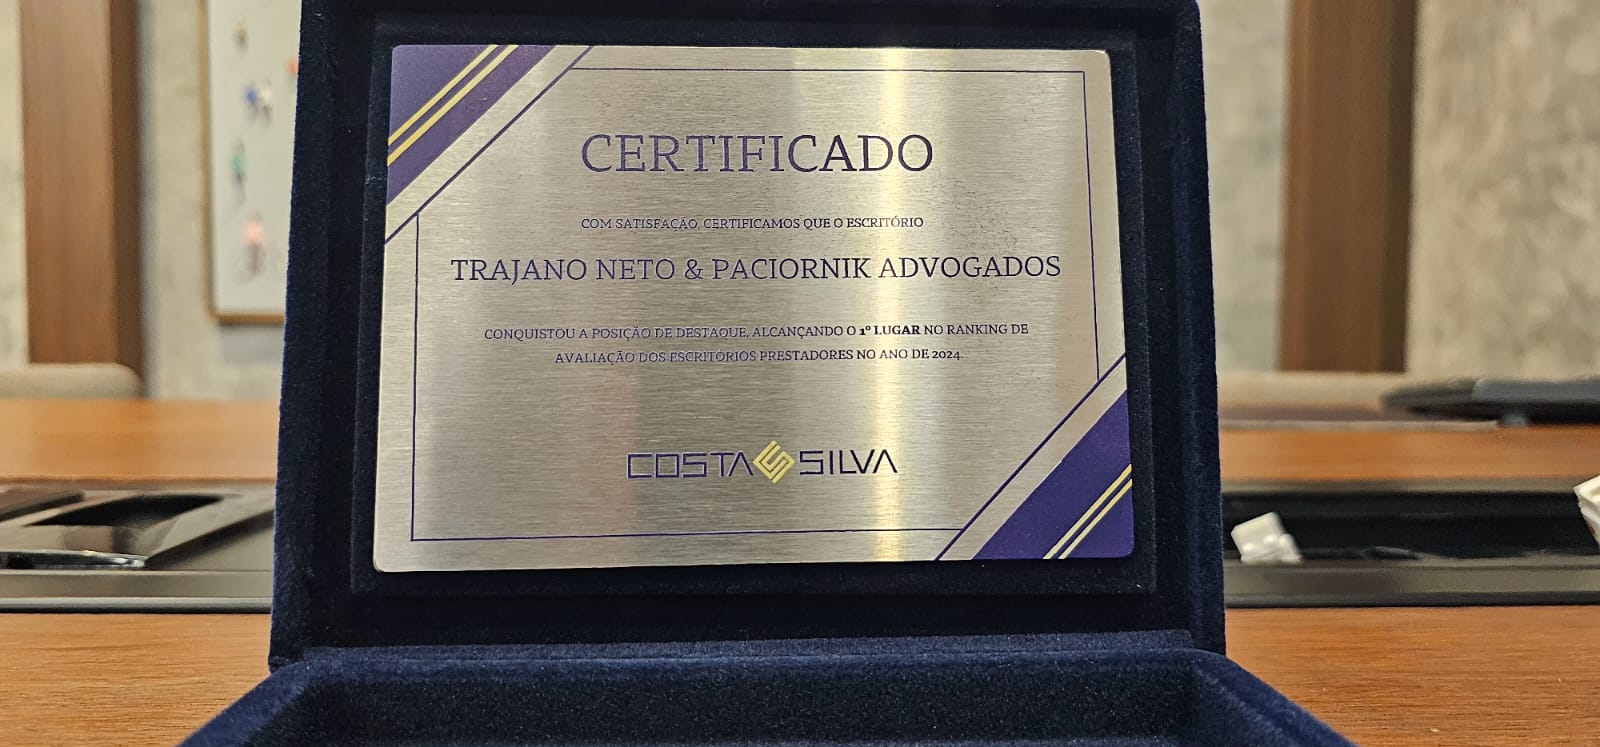 CERTIFICADO
COM SATISFAÇÃO, CERTIFICAMOS QUE O ESCRITÓRIO
TRAJANO NETO & PACIORNIK ADVOGADOS
CONQUISTOU A POSIÇÃO DE DESTAQUE, ALCANÇANDO O 1º LUGAR NO RANKING DE
AVALIAÇÃO DOS ESCRITÓRIOS PRESTADORES NO ANO DE 2024.
COSTA SILVA